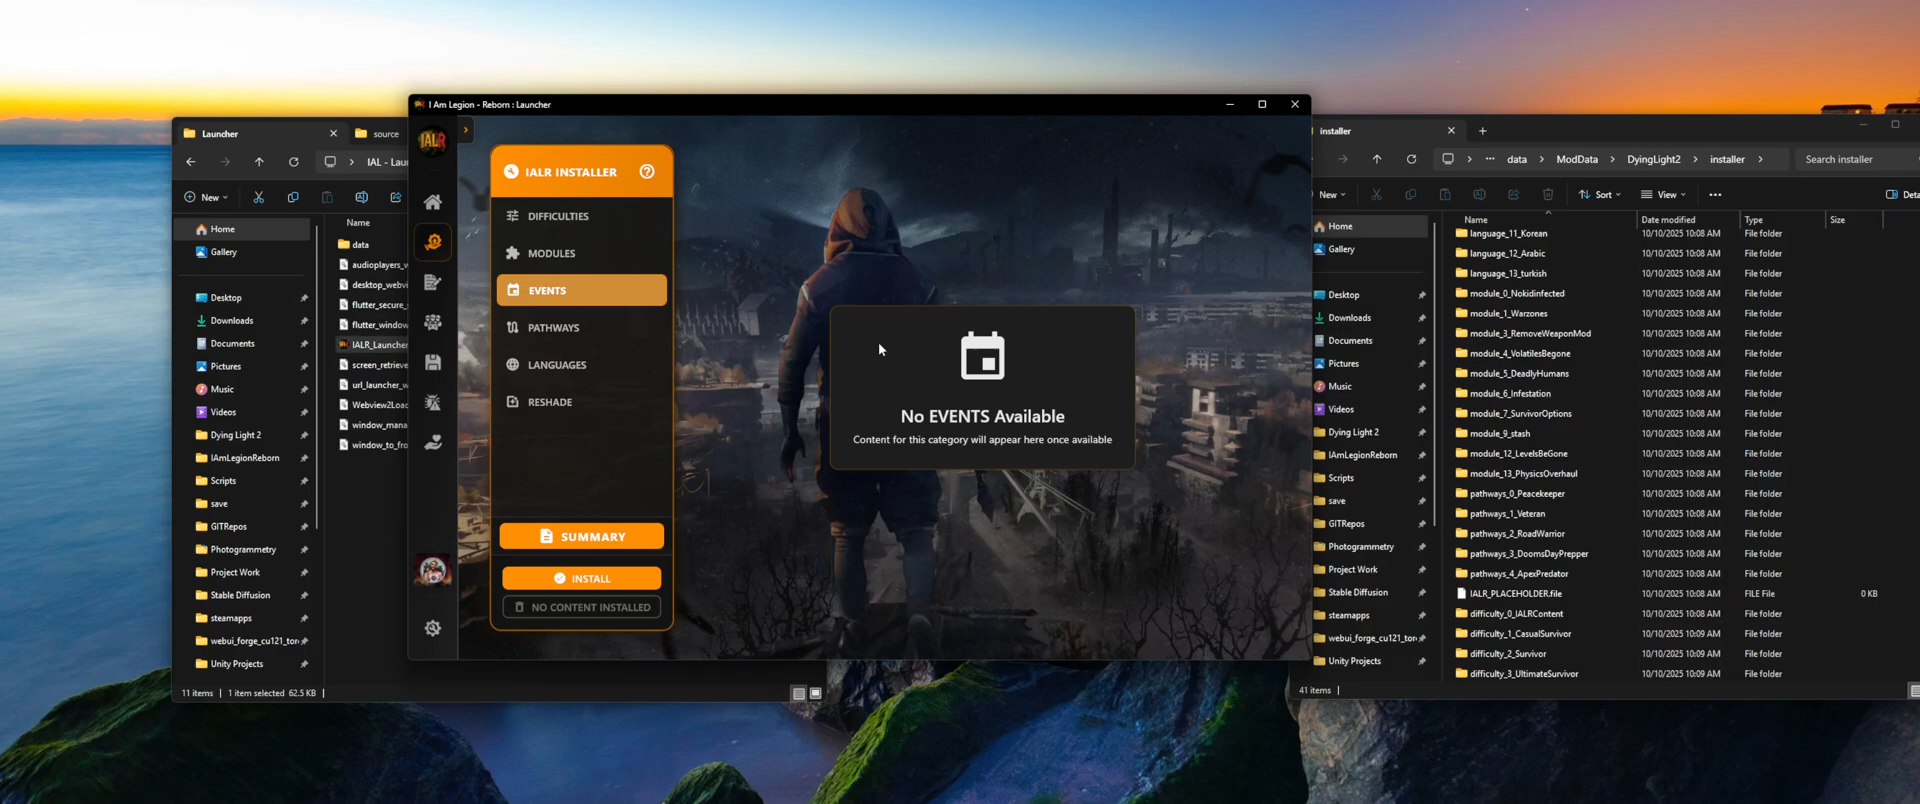 Launcher
source
IAL - Lau
New
Home
Gallery
Desktop
Downloads
Documents
Pictures
Music
Videos
Dying Light 2
IAmLegionReborn
Scripts
save
GITRepos
Photogrammetry
Project Work
Stable Diffusion
steamapps
webui_forge_cu121_tor
Unity Projects
Name
data
audioplayers_w
desktop_webvi
flutter_secure_
flutter_window
IALR_Launcher
screen_retrieve
url_launcher_w
Webview2Load
window_mana
window_to_fro
11 items
1 item selected 62.5 KB
I Am Legion - Reborn : Launcher
IALR
IALR INSTALLER
DIFFICULTIES
MODULES
EVENTS
PATHWAYS
LANGUAGES
RESHADE
SUMMARY
INSTALL
NO CONTENT INSTALLED
No EVENTS Available
Content for this category will appear here once available
installer
data > ModData > DyingLight2 > installer >
Search installer
New
Sort
View
Deta
Home
Gallery
Desktop
Downloads
Documents
Pictures
Music
Videos
Dying Light 2
IAmLegionReborn
Scripts
save
GITRepos
Photogrammetry
Project Work
Stable Diffusion
steamapps
webui_forge_cu121_tor
Unity Projects
Name Date modified Type Size
language_11_Korean 10/10/2025 10:08 AM File folder
language_12_Arabic 10/10/2025 10:08 AM File folder
language_13_turkish 10/10/2025 10:08 AM File folder
module_0_Nokidinfected 10/10/2025 10:08 AM File folder
module_1_Warzones 10/10/2025 10:08 AM File folder
module_3_RemoveWeaponMod 10/10/2025 10:08 AM File folder
module_4_VolatilesBegone 10/10/2025 10:08 AM File folder
module_5_DeadlyHumans 10/10/2025 10:08 AM File folder
module_6_Infestation 10/10/2025 10:08 AM File folder
module_7_SurvivorOptions 10/10/2025 10:08 AM File folder
module_9_stash 10/10/2025 10:08 AM File folder
module_12_LevelsBeGone 10/10/2025 10:08 AM File folder
module_13_PhysicsOverhaul 10/10/2025 10:08 AM File folder
pathways_0_Peacekeeper 10/10/2025 10:08 AM File folder
pathways_1_Veteran 10/10/2025 10:08 AM File folder
pathways_2_RoadWarrior 10/10/2025 10:08 AM File folder
pathways_3_DoomsDayPrepper 10/10/2025 10:08 AM File folder
pathways_4_ApexPredator 10/10/2025 10:08 AM File folder
IALR_PLACEHOLDER.file 10/10/2025 10:08 AM FILE File 0 KB
difficulty_0_IALRContent 10/10/2025 10:08 AM File folder
difficulty_1_CasualSurvivor 10/10/2025 10:09 AM File folder
difficulty_2_Survivor 10/10/2025 10:09 AM File folder
difficulty_3_UltimateSurvivor 10/10/2025 10:09 AM File folder
41 items